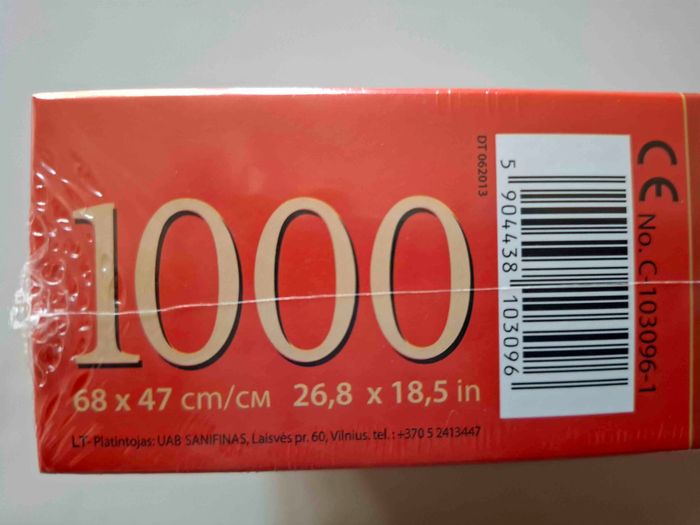 1000
68 x 47 cm/см 26,8 x 18,5 in
LT- Platintojas: UAB SANIFINAS, Laisvės pr. 60, Vilnius. tel.: +370 5 2413447
DT 062013
5 904438 103096
CE No. C-103096-1